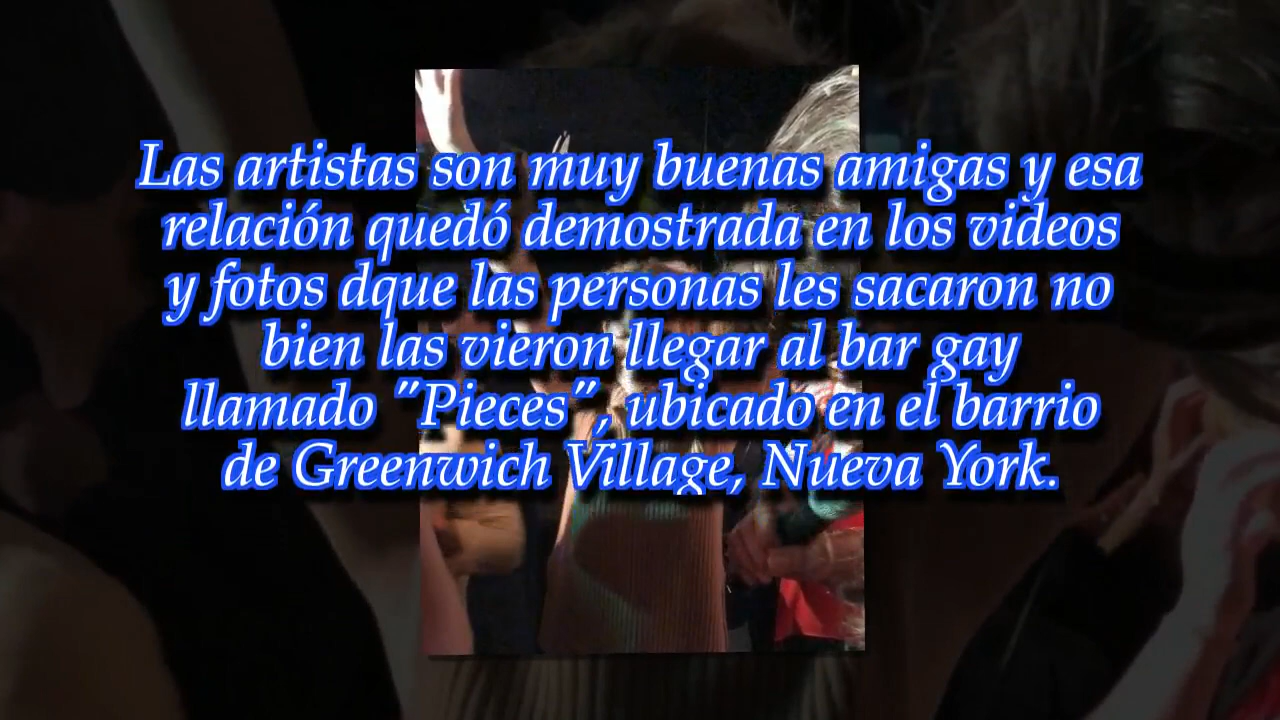 Las artistas son muy buenas amigas y esa
relación quedó demostrada en los videos
y fotos dque las personas les sacaron no
bien las vieron llegar al bar gay
llamado "Pieces", ubicado en el barrio
de Greenwich Village, Nueva York.